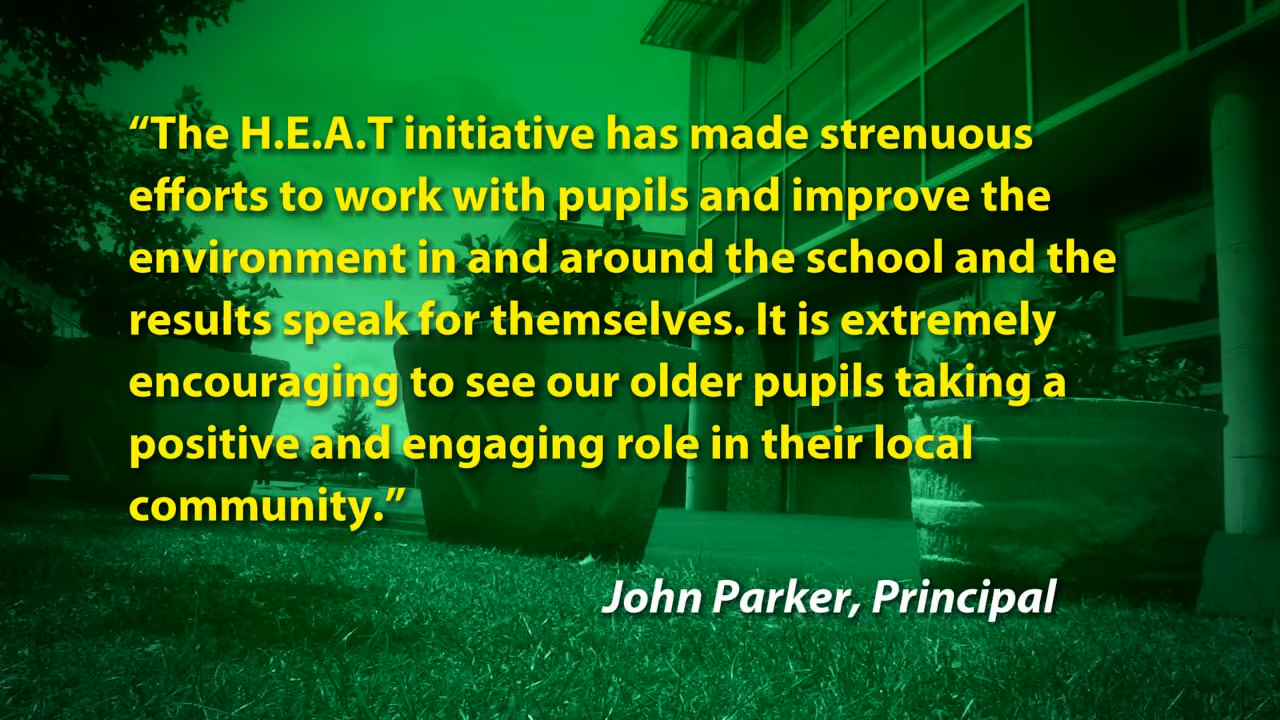 “The H.E.A.T initiative has made strenuous
efforts to work with pupils and improve the
environment in and around the school and the
results speak for themselves. It is extremely
encouraging to see our older pupils taking a
positive and engaging role in their local
community.”
John Parker, Principal